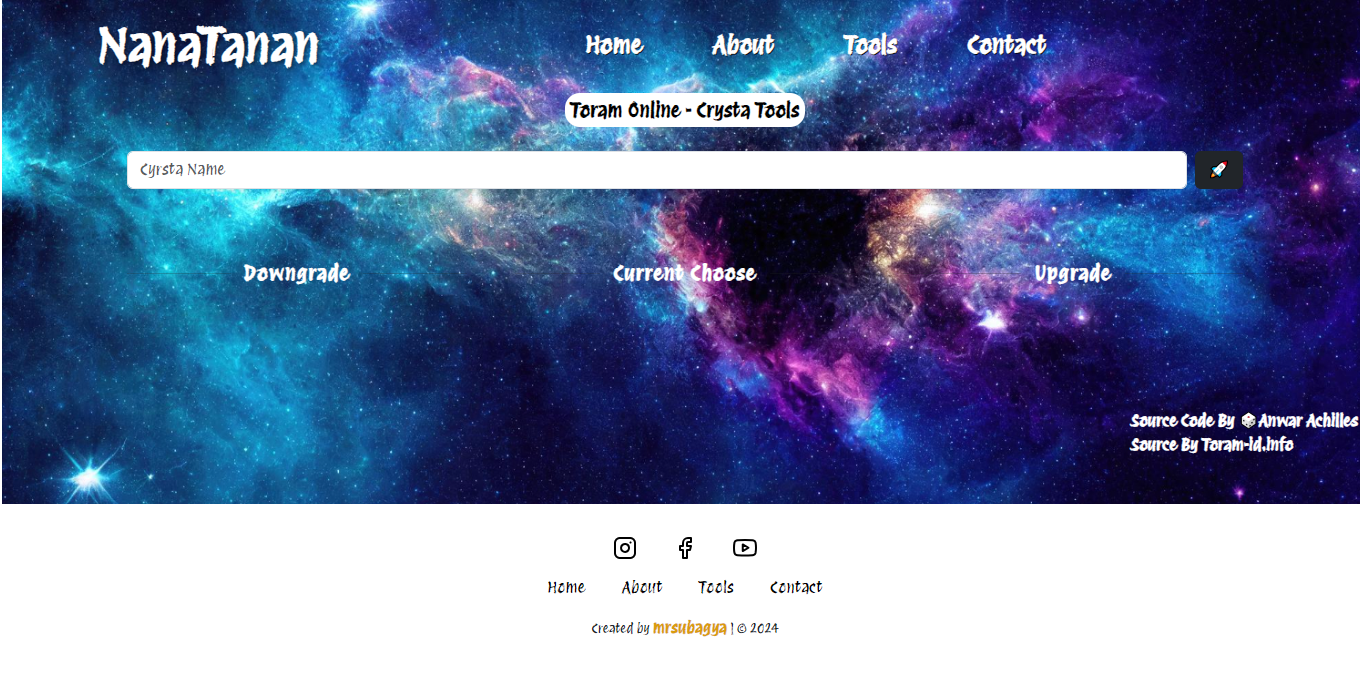 NanaTanan Home About Tools Contact
Toram Online - Crysta Tools
Cyrsta Name
Downgrade Current Choose Upgrade
Source Code By Anwar Achilles
Source By Toram-Id.Info
Home About Tools Contact
Created by mrsubagya | © 2024